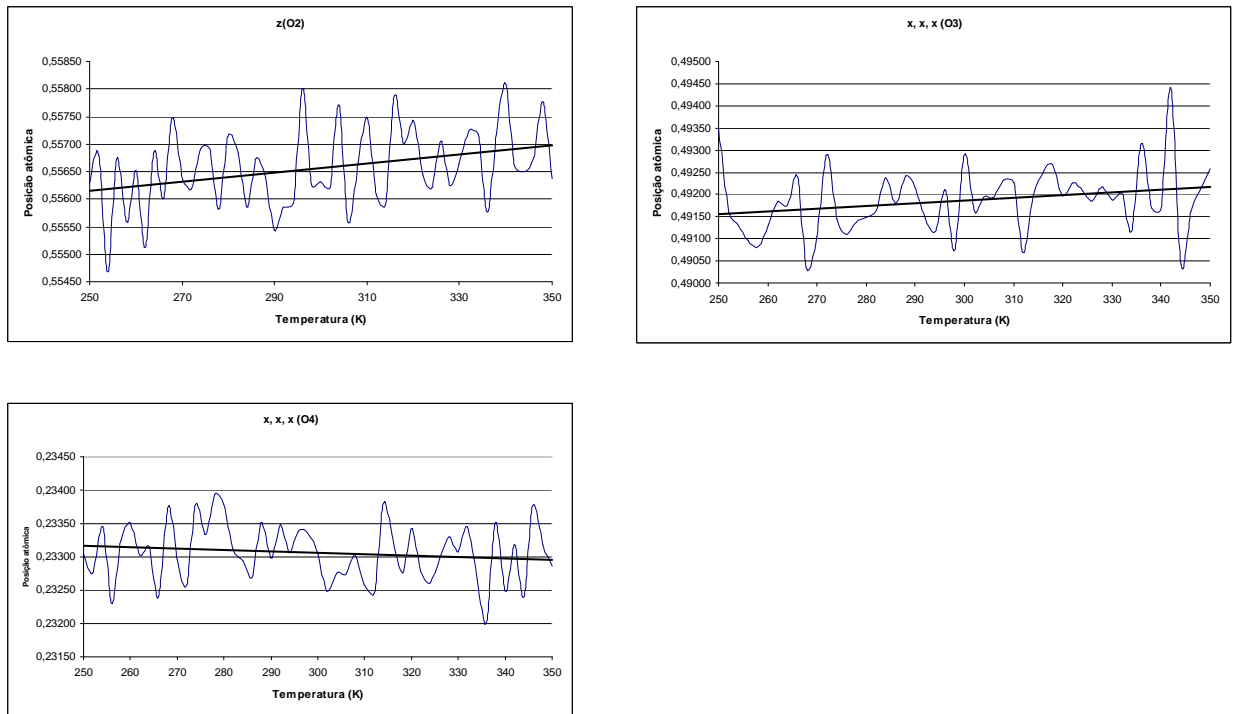 z(O2)
0,55850
0,55800
0,55750
0,55700
0,55650
0,55600
0,55550
0,55500
0,55450
250 270 290 310 330 350
Posicão atômica
Temperatura (K)
x, x, x (O3)
0,49500
0,49450
0,49400
0,49350
0,49300
0,49250
0,49200
0,49150
0,49100
0,49050
0,49000
250 260 270 280 290 300 310 320 330 340 350
Posição atômica
Temperatura (K)
x, x, x (O4)
0,23450
0,23400
0,23350
0,23300
0,23250
0,23200
0,23150
250 260 270 280 290 300 310 320 330 340 350
Posição atômica
Temperatura (K)